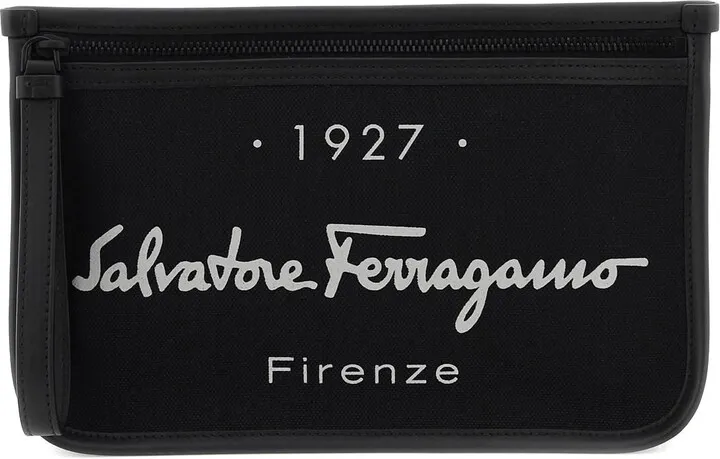 · 1927 ·
Salvatore Ferragamo
Firenze